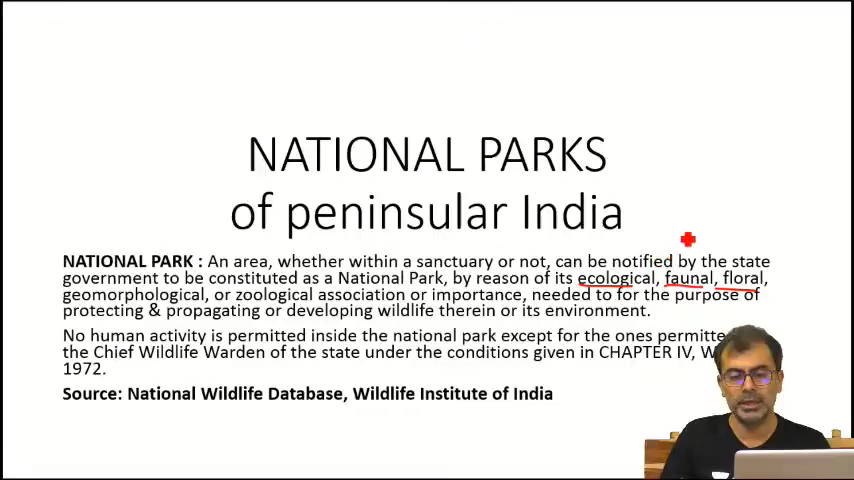 NATIONAL PARKS
of peninsular India
NATIONAL PARK : An area, whether within a sanctuary or not, can be notified by the state
government to be constituted as a National Park, by reason of its ecological, faunal, floral,
geomorphological, or zoological association or importance, needed to for the purpose of
protecting & propagating or developing wildlife therein or its environment.
No human activity is permitted inside the national park except for the ones
the Chief Wildlife Warden of the state under the conditions given in CHAPTER IV,
1972.
Source: National Wildlife Database, Wildlife Institute of India